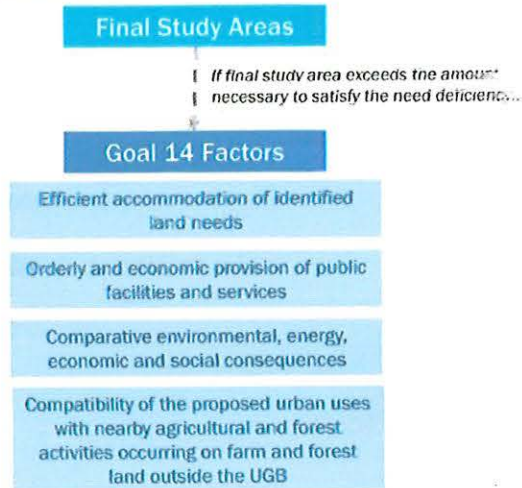 Final Study Areas
If final study area exceeds the amount
necessary to satisfy the need deficienc...
Goal 14 Factors
Efficient accommodation of identified
land needs
Orderly and economic provision of public
facilities and services
Comparative environmental, energy,
economic and social consequences
Compatibility of the proposed urban uses
with nearby agricultural and forest
activities occurring on farm and forest
land outside the UGB